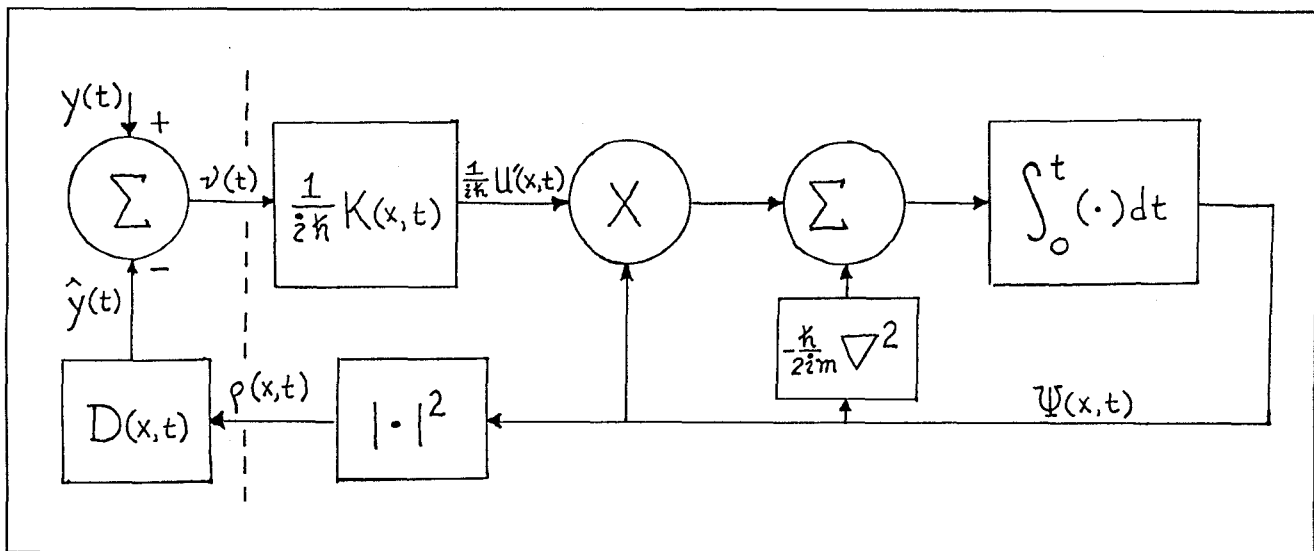 y(t)
+
Σ
ν(t)
1/iħ K(x,t)
1/iħ U(x,t)
X
Σ
∫₀ᵗ(·)dt
−
ŷ(t)
-ħ/2im ∇²
D(x,t)
ρ(x,t)
|·|²
Ψ(x,t)